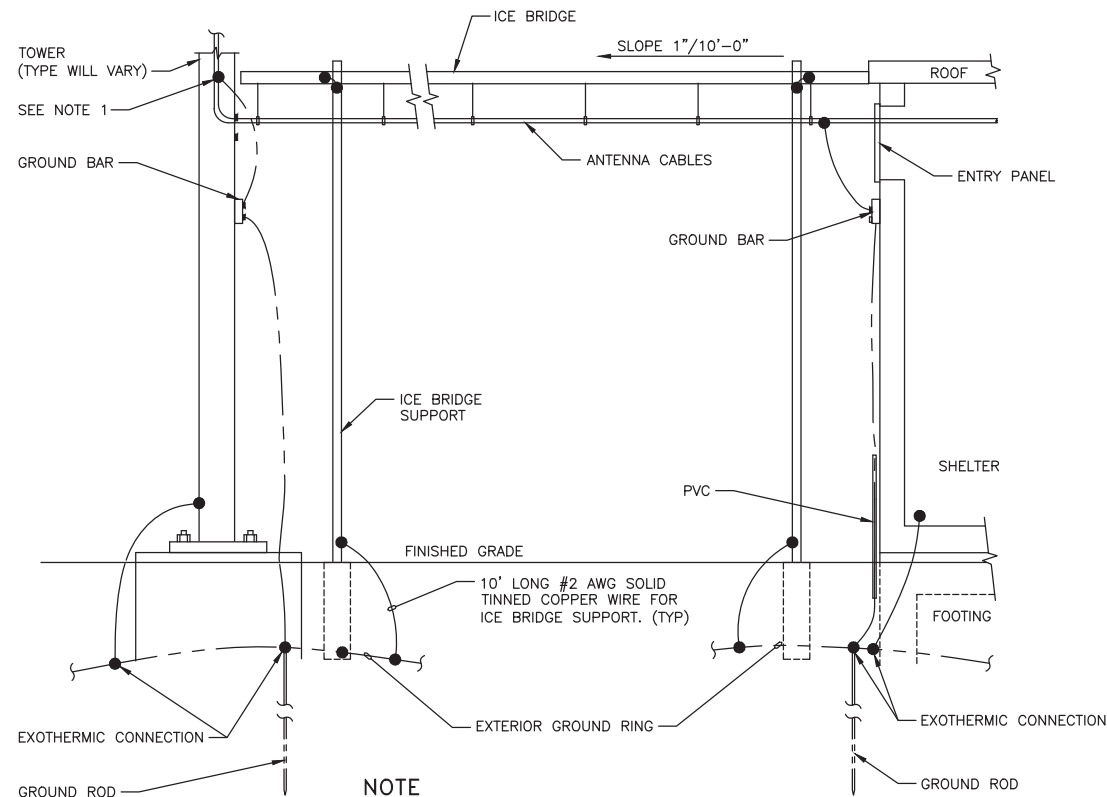 ICE BRIDGE
TOWER
(TYPE WILL VARY)
SLOPE 1"/10'-0"
ROOF
SEE NOTE 1
GROUND BAR
ANTENNA CABLES
ENTRY PANEL
GROUND BAR
ICE BRIDGE
SUPPORT
SHELTER
PVC
FINISHED GRADE
10' LONG #2 AWG SOLID
TINNED COPPER WIRE FOR
ICE BRIDGE SUPPORT. (TYP)
FOOTING
EXTERIOR GROUND RING
EXOTHERMIC CONNECTION
EXOTHERMIC CONNECTION
GROUND ROD
NOTE
GROUND ROD